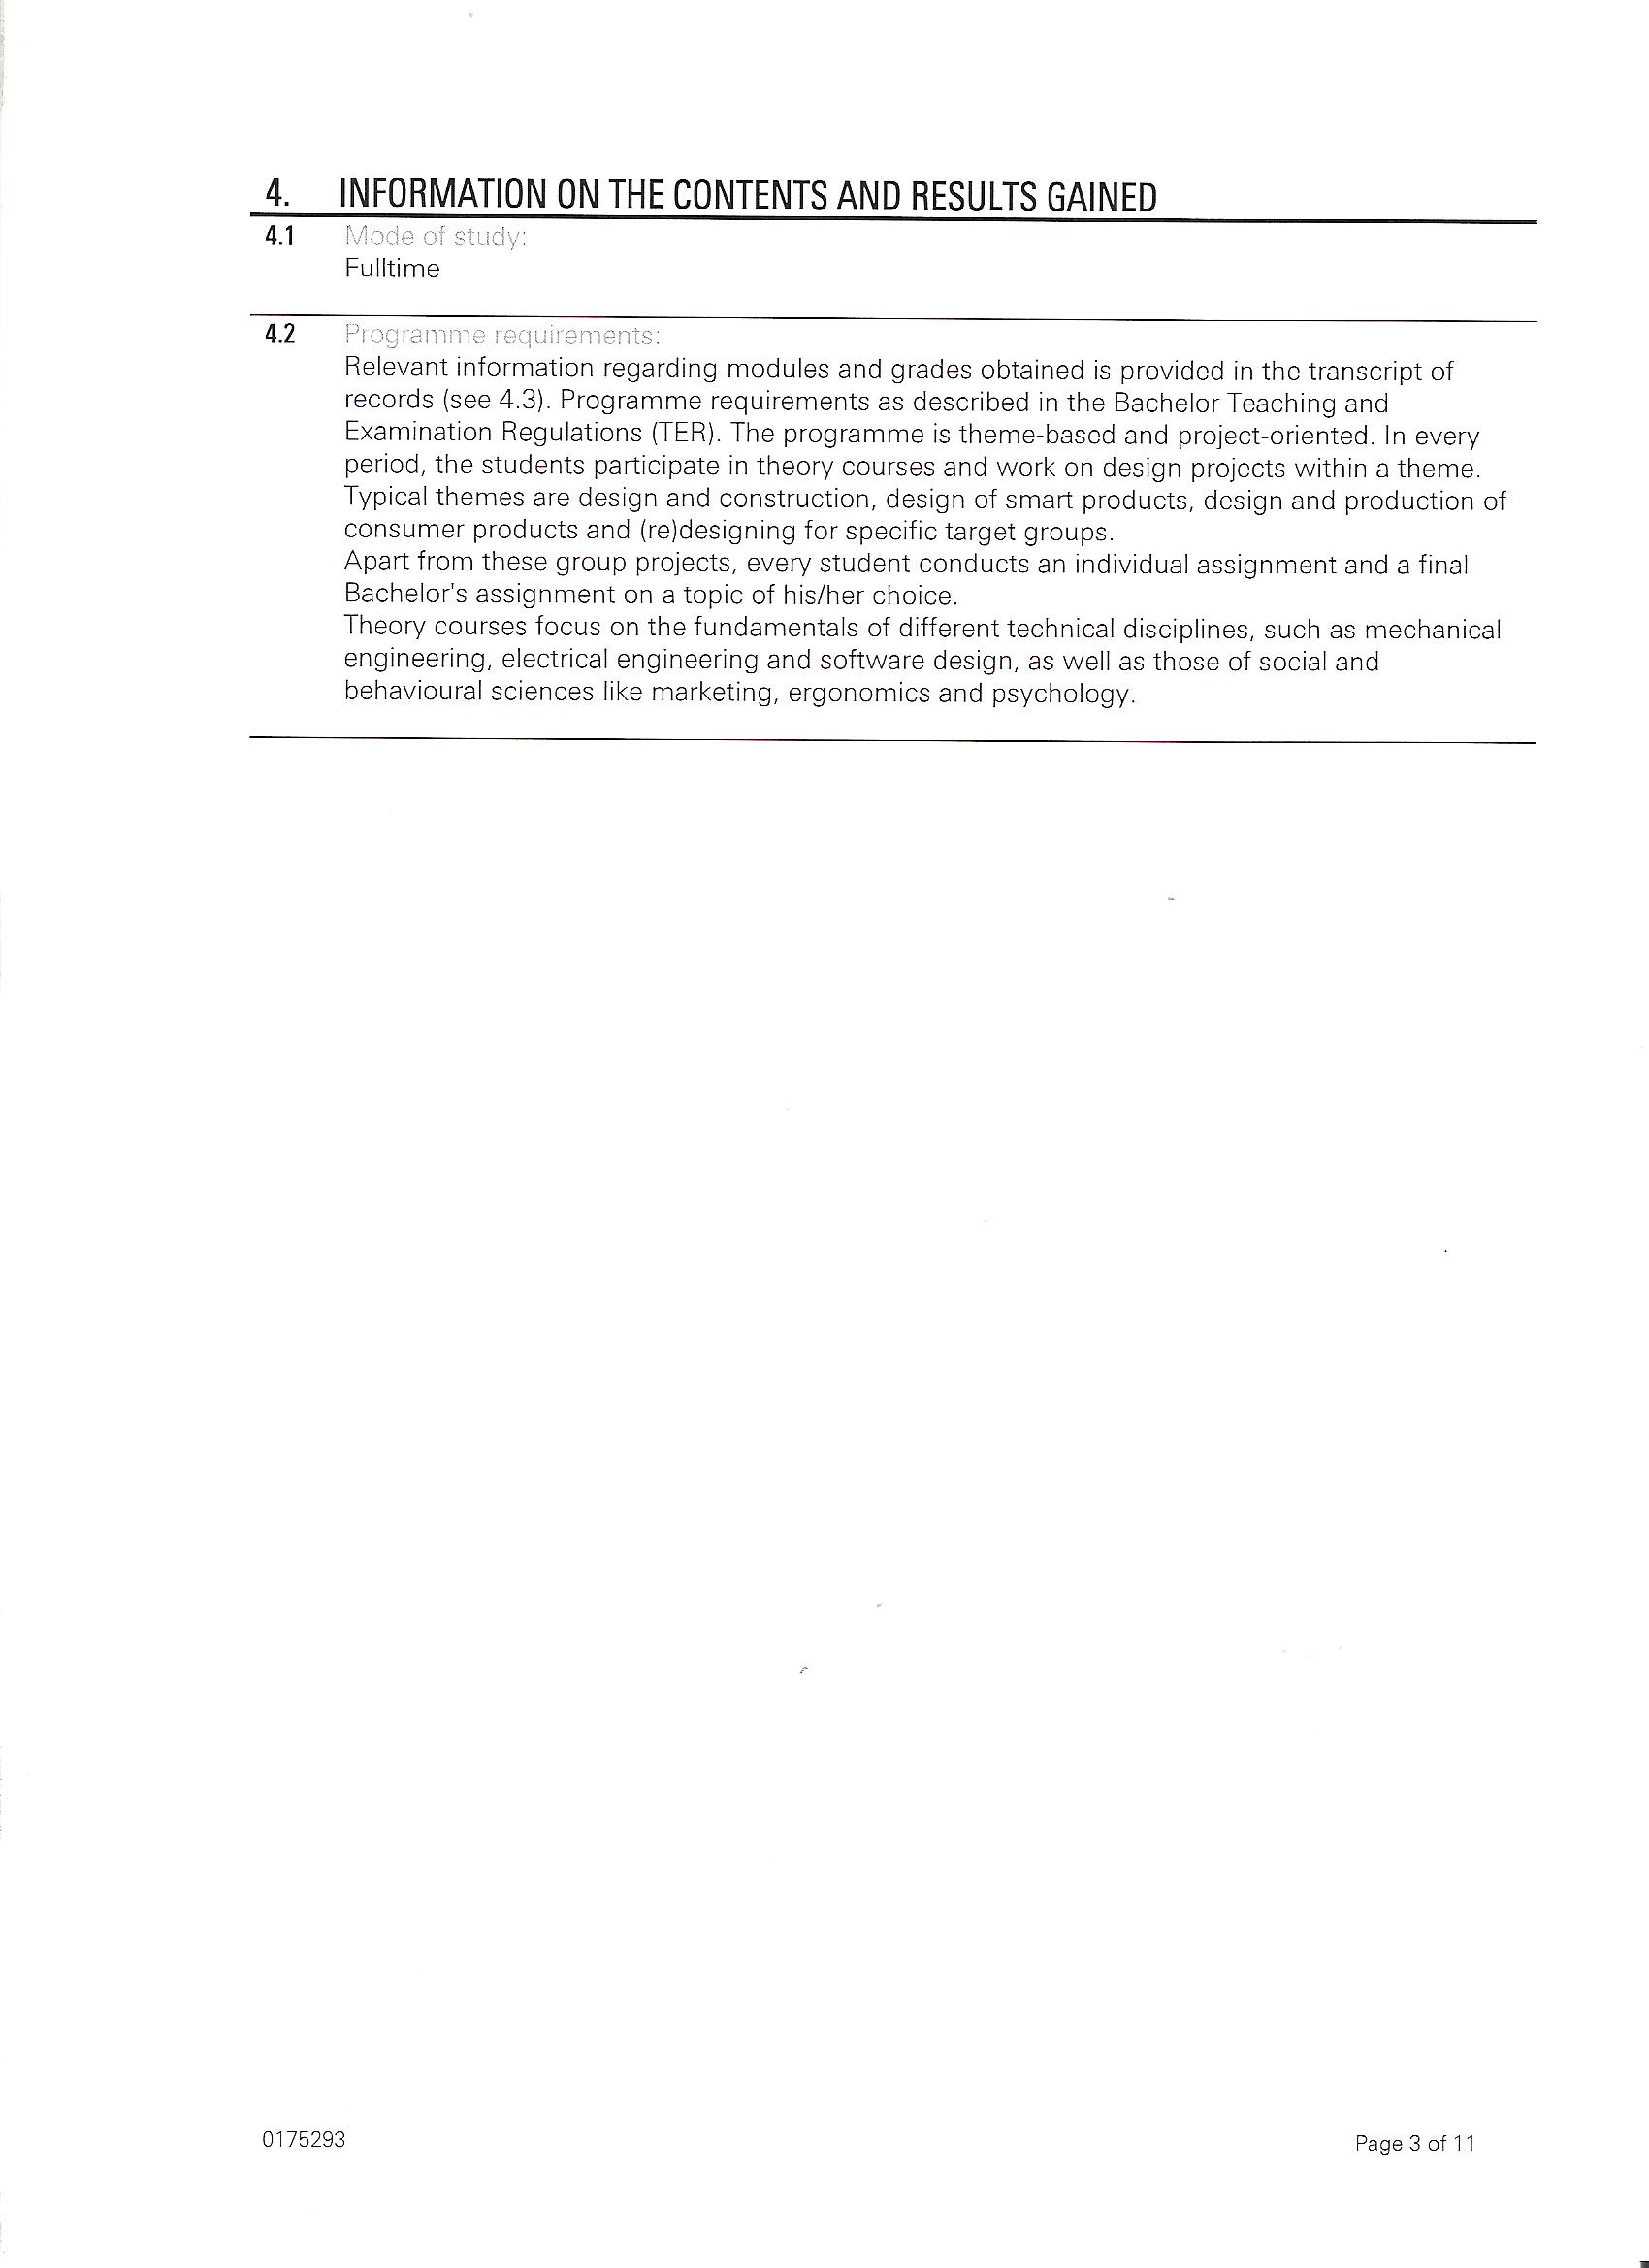 4. INFORMATION ON THE CONTENTS AND RESULTS GAINED
4.1 Mode of study:
Fulltime
4.2 Programme requirements:
Relevant information regarding modules and grades obtained is provided in the transcript of
records (see 4.3). Programme requirements as described in the Bachelor Teaching and
Examination Regulations (TER). The programme is theme-based and project-oriented. In every
period, the students participate in theory courses and work on design projects within a theme.
Typical themes are design and construction, design of smart products, design and production of
consumer products and (re)designing for specific target groups.
Apart from these group projects, every student conducts an individual assignment and a final
Bachelor's assignment on a topic of his/her choice.
Theory courses focus on the fundamentals of different technical disciplines, such as mechanical
engineering, electrical engineering and software design, as well as those of social and
behavioural sciences like marketing, ergonomics and psychology.
0175293
Page 3 of 11